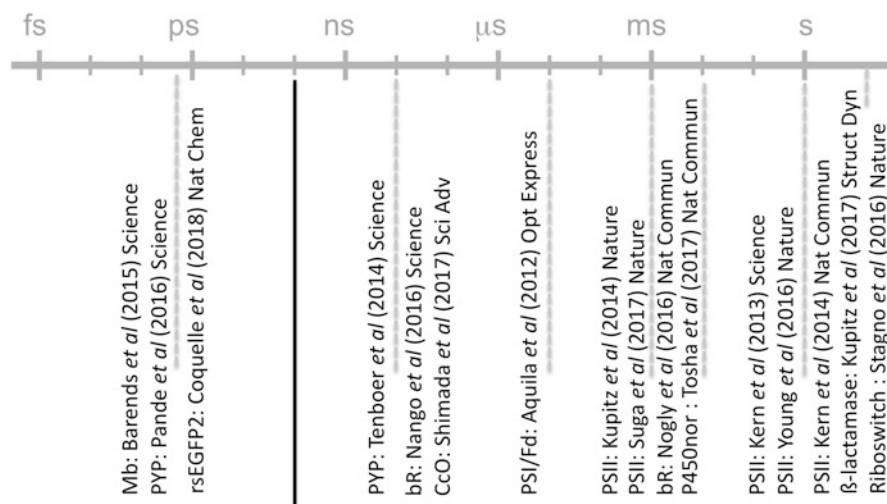 fs ps ns µs ms s
Mb: Barends et al (2015) Science
PYP: Pande et al (2016) Science
rsEGFP2: Coquelle et al (2018) Nat Chem
PYP: Tenboer et al (2014) Science
bR: Nango et al (2016) Science
CcO: Shimada et al (2017) Sci Adv
PSI/Fd: Aquila et al (2012) Opt Express
PSII: Kupitz et al (2014) Nature
PSII: Suga et al (2017) Nature
bR: Nogly et al (2016) Nat Commun
P450nor : Tosha et al (2017) Nat Commun
PSII: Kern et al (2013) Science
PSII: Young et al (2016) Nature
PSII: Kern et al (2014) Nat Commun
ß-lactamase: Kupitz et al (2017) Struct Dyn
Riboswitch : Stagno et al (2016) Nature